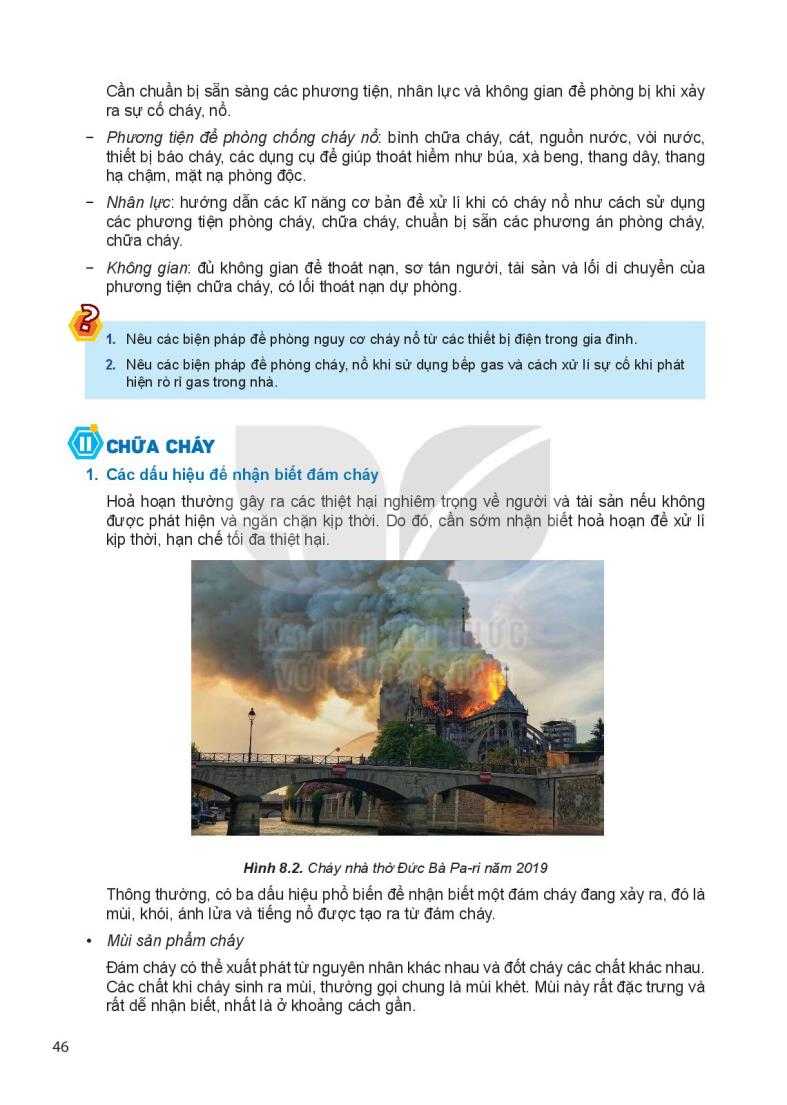 Cần chuẩn bị sẵn sàng các phương tiện, nhân lực và không gian để phòng bị khi xảy
ra sự cố cháy, nổ.
− Phương tiện để phòng chống cháy nổ: bình chữa cháy, cát, nguồn nước, vòi nước,
thiết bị báo cháy, các dụng cụ để giúp thoát hiểm như búa, xà beng, thang dây, thang
hạ chậm, mặt nạ phòng độc.
− Nhân lực: hướng dẫn các kĩ năng cơ bản để xử lí khi có cháy nổ như cách sử dụng
các phương tiện phòng cháy, chữa cháy, chuẩn bị sẵn các phương án phòng cháy,
chữa cháy.
− Không gian: đủ không gian để thoát nạn, sơ tán người, tài sản và lối di chuyển của
phương tiện chữa cháy, có lối thoát nạn dự phòng.
?
1. Nêu các biện pháp đề phòng nguy cơ cháy nổ từ các thiết bị điện trong gia đình.
2. Nêu các biện pháp đề phòng cháy, nổ khi sử dụng bếp gas và cách xử lí sự cố khi phát
hiện rò rỉ gas trong nhà.
II CHỮA CHÁY
1. Các dấu hiệu để nhận biết đám cháy
Hoả hoạn thường gây ra các thiệt hại nghiêm trọng về người và tài sản nếu không
được phát hiện và ngăn chặn kịp thời. Do đó, cần sớm nhận biết hoả hoạn để xử lí
kịp thời, hạn chế tối đa thiệt hại.
KẾT NỐI TRI THỨC
VỚI CUỘC SỐNG
Hình 8.2. Cháy nhà thờ Đức Bà Pa-ri năm 2019
Thông thường, có ba dấu hiệu phổ biến để nhận biết một đám cháy đang xảy ra, đó là
mùi, khói, ánh lửa và tiếng nổ được tạo ra từ đám cháy.
• Mùi sản phẩm cháy
Đám cháy có thể xuất phát từ nguyên nhân khác nhau và đốt cháy các chất khác nhau.
Các chất khi cháy sinh ra mùi, thường gọi chung là mùi khét. Mùi này rất đặc trưng và
rất dễ nhận biết, nhất là ở khoảng cách gần.
46